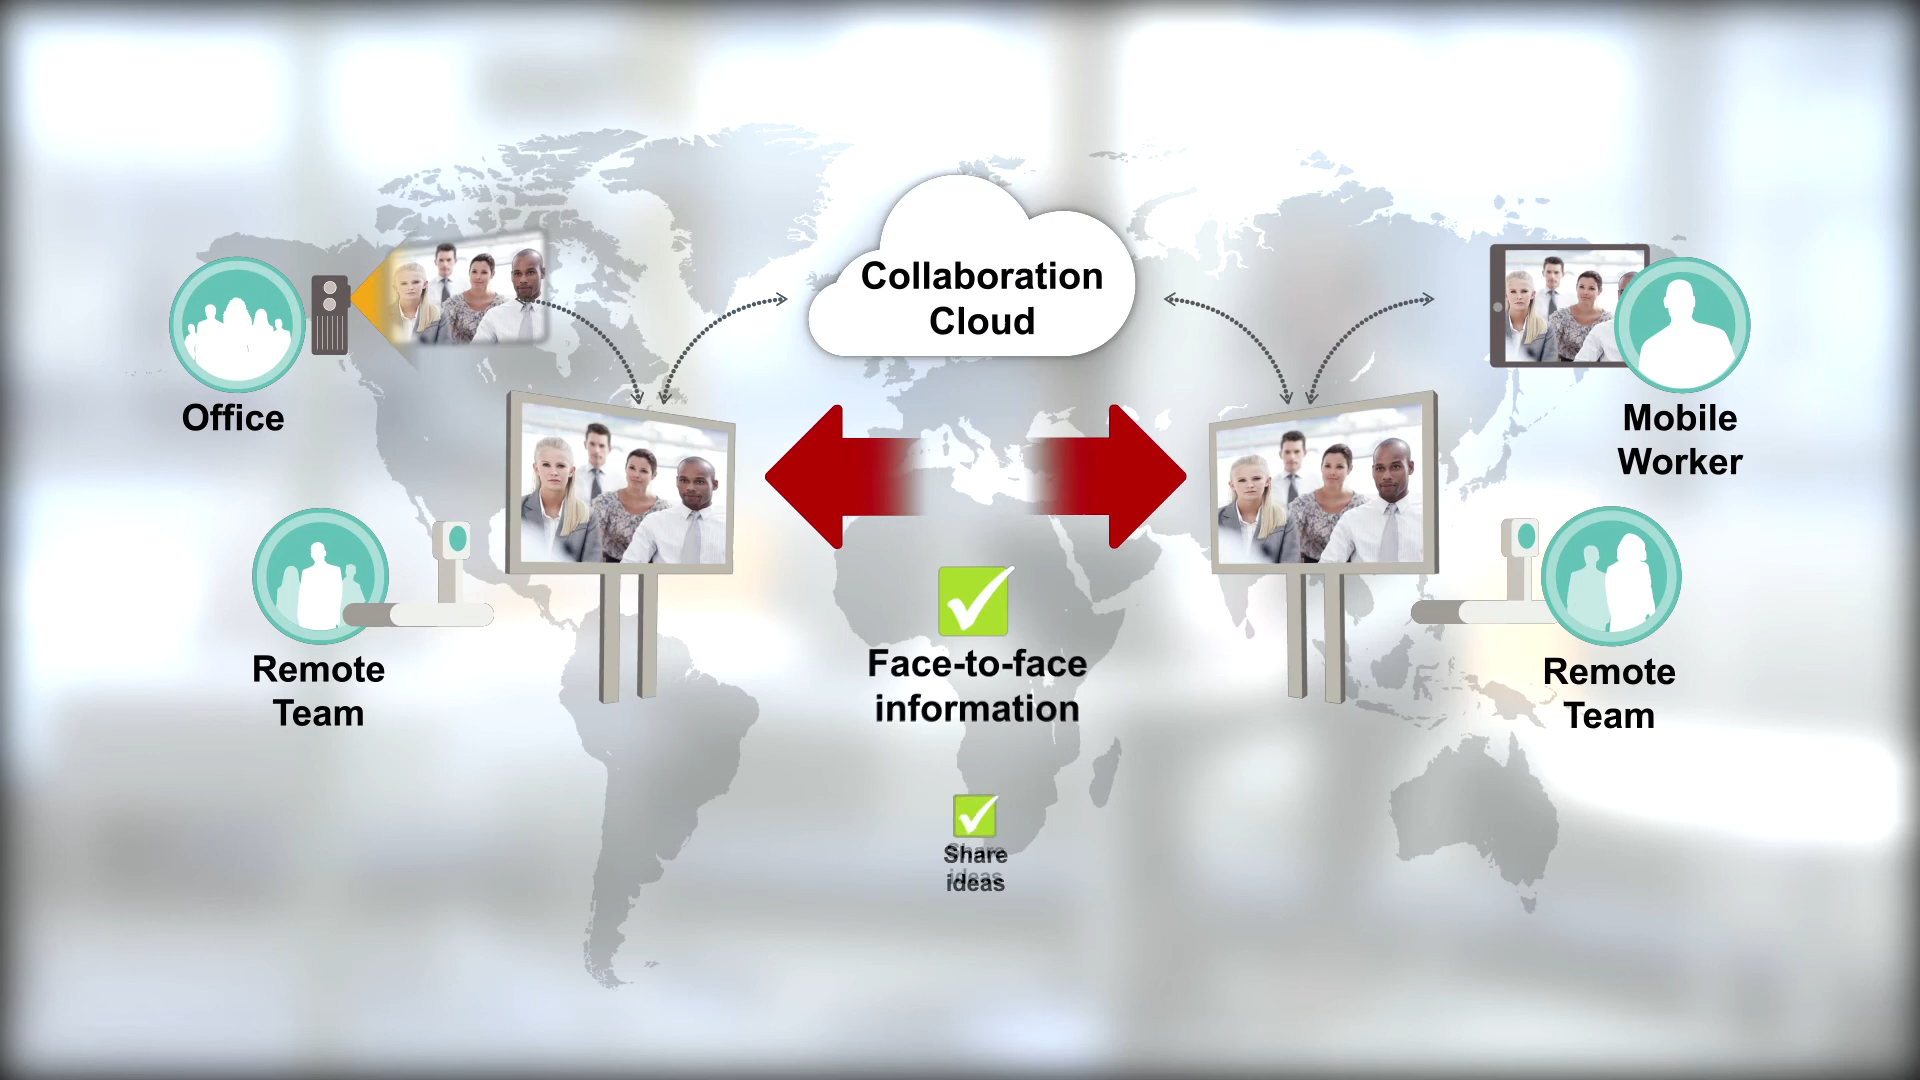 Collaboration
Cloud
Office
Mobile
Worker
Remote
Team
Face-to-face
information
Remote
Team
Share
ideas